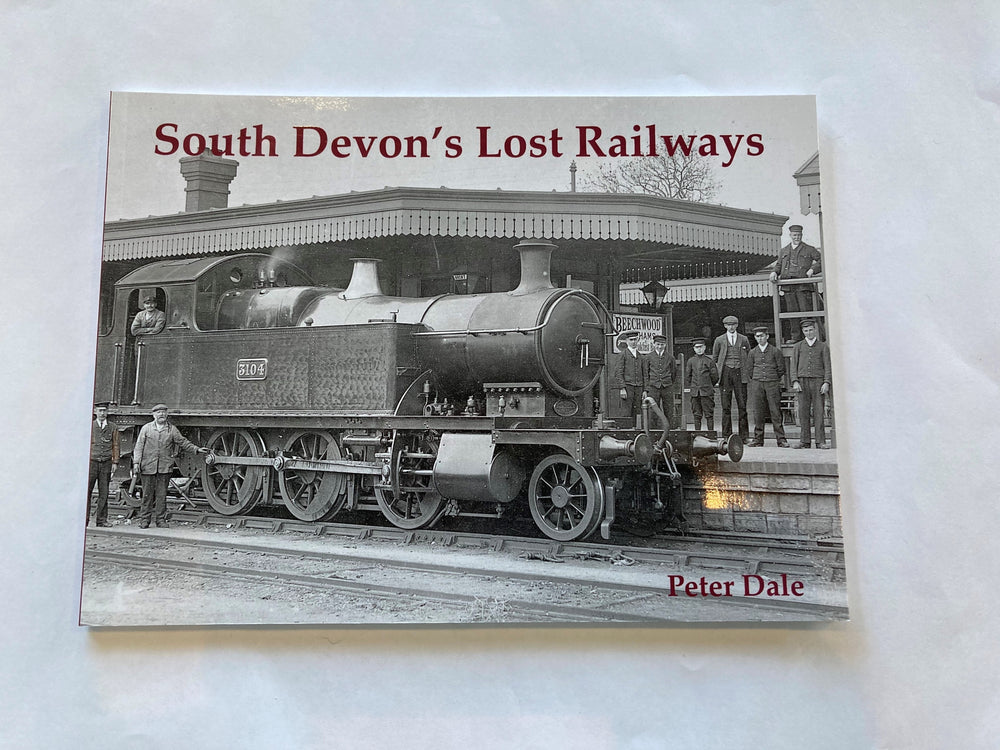 South Devon's Lost Railways
3104
BEECHWOOD
Peter Dale